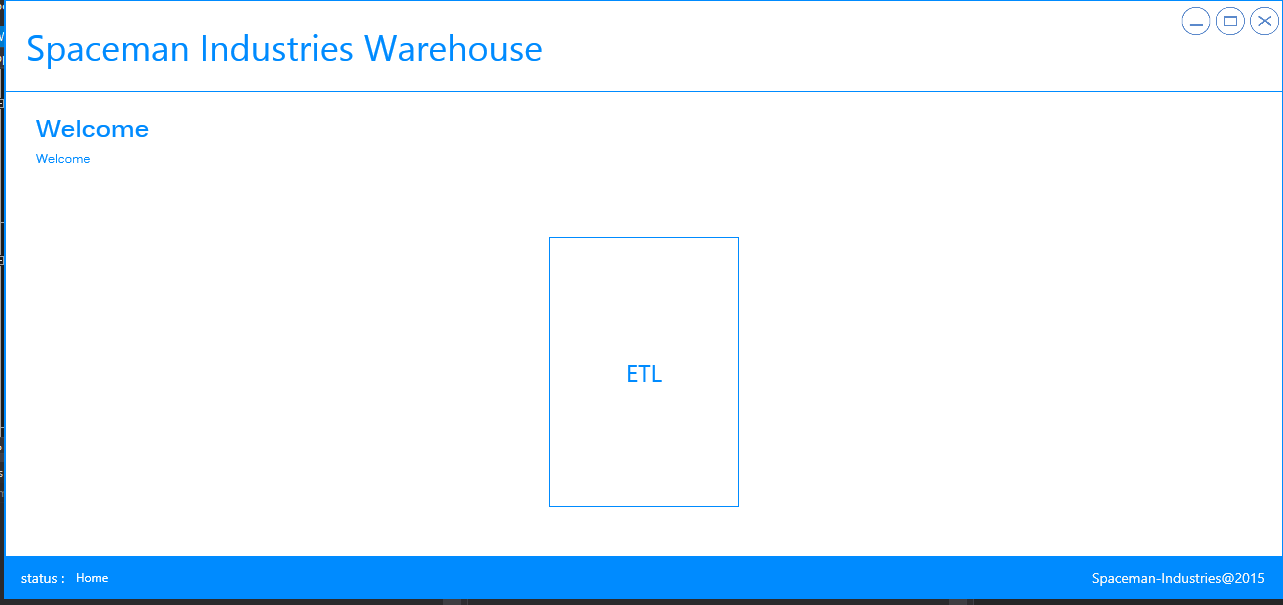 Spaceman Industries Warehouse
Welcome
Welcome
ETL
status : Home
Spaceman-Industries@2015